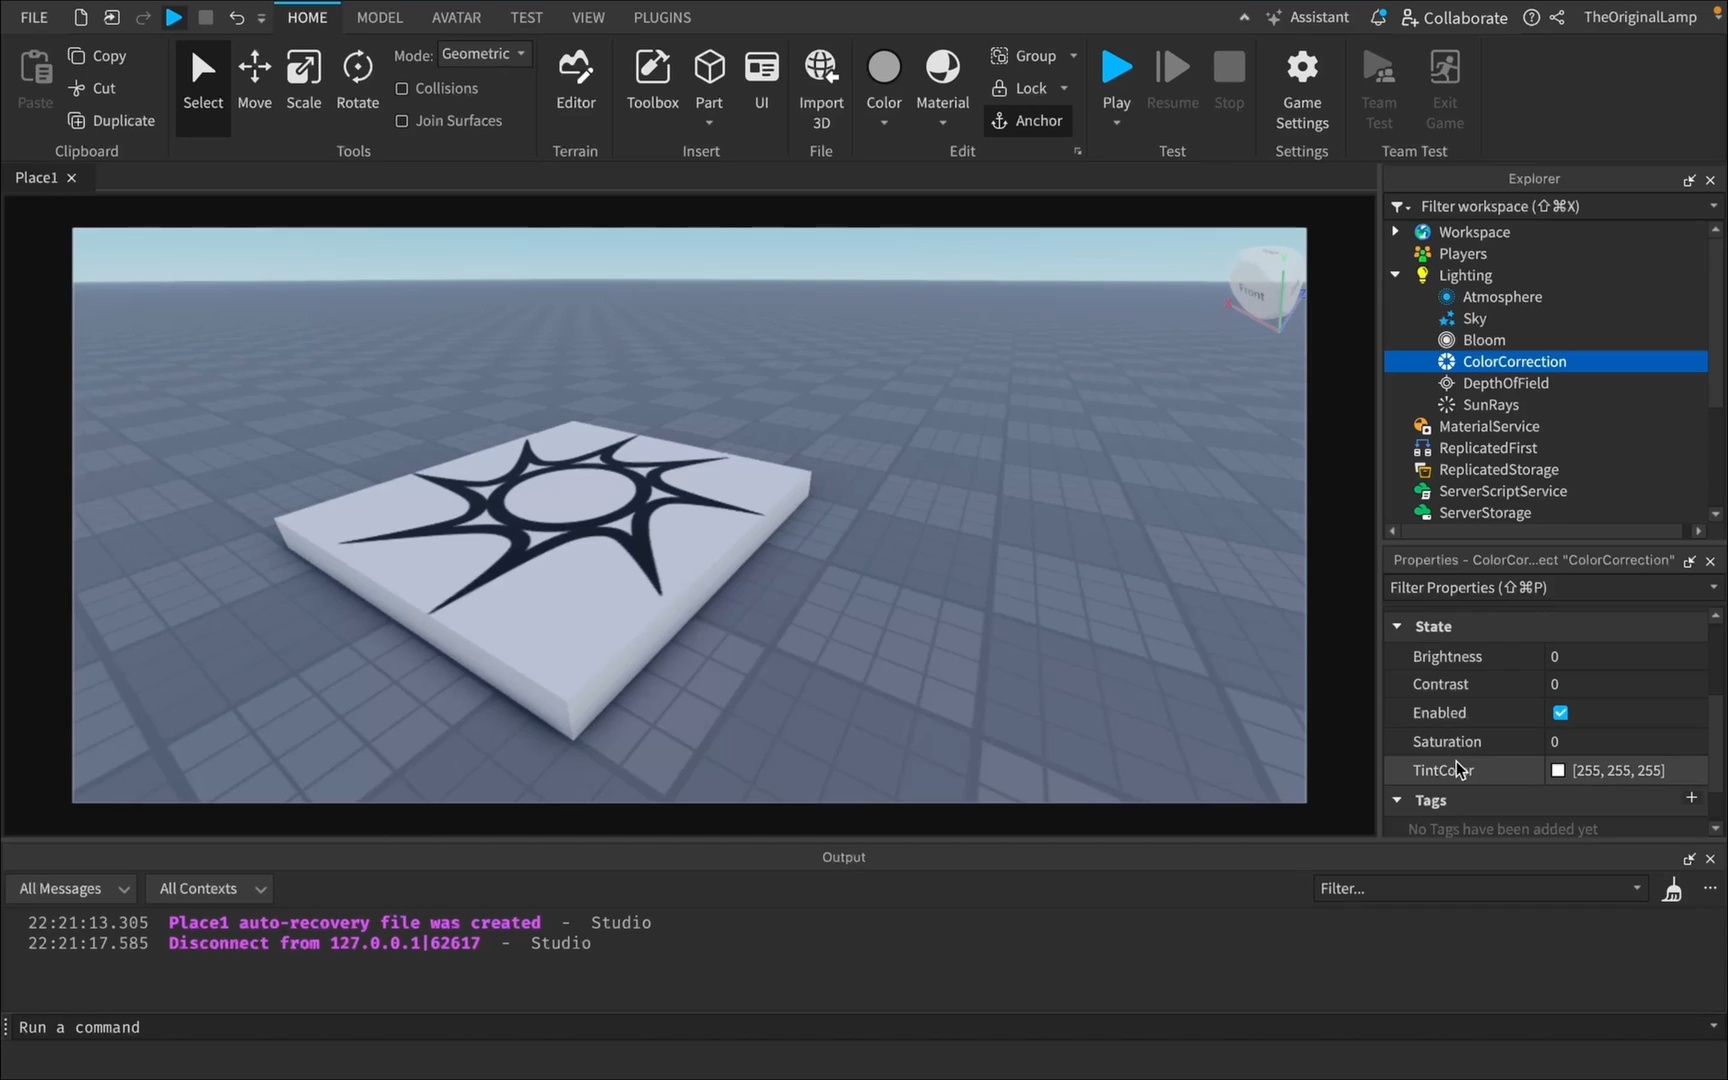 FILE HOME MODEL AVATAR TEST VIEW PLUGINS Assistant Collaborate TheOriginalLamp
Paste Copy Cut Duplicate
Clipboard
Select Move Scale Rotate
Mode: Geometric
Collisions
Join Surfaces
Tools
Editor
Terrain
Toolbox Part UI
Insert
Import 3D
File
Color Material
Group
Lock
Anchor
Edit
Play Resume Stop
Test
Game Settings
Settings
Team Test Exit Game
Team Test
Place1
Front
Explorer
Filter workspace (⇧⌘X)
Workspace
Players
Lighting
Atmosphere
Sky
Bloom
ColorCorrection
DepthOfField
SunRays
MaterialService
ReplicatedFirst
ReplicatedStorage
ServerScriptService
ServerStorage
Properties - ColorCor...ect "ColorCorrection"
Filter Properties (⇧⌘P)
State
Brightness 0
Contrast 0
Enabled
Saturation 0
TintColor [255, 255, 255]
Tags +
No Tags have been added yet
Output
All Messages All Contexts Filter...
22:21:13.305 Place1 auto-recovery file was created - Studio
22:21:17.585 Disconnect from 127.0.0.1|62617 - Studio
Run a command